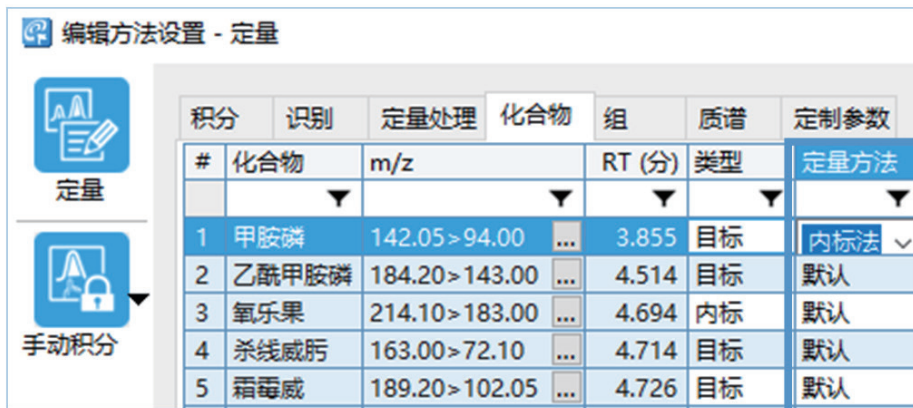 编辑方法设置 - 定量
定量
手动积分
积分 识别 定量处理 化合物 组 质谱 定制参数
# 化合物 m/z RT (分) 类型 定量方法
1 甲胺磷 142.05>94.00 ... 3.855 目标 内标法
2 乙酰甲胺磷 184.20>143.00 ... 4.514 目标 默认
3 氧乐果 214.10>183.00 ... 4.694 内标 默认
4 杀线威肟 163.00>72.10 ... 4.714 目标 默认
5 霜霉威 189.20>102.05 ... 4.726 目标 默认